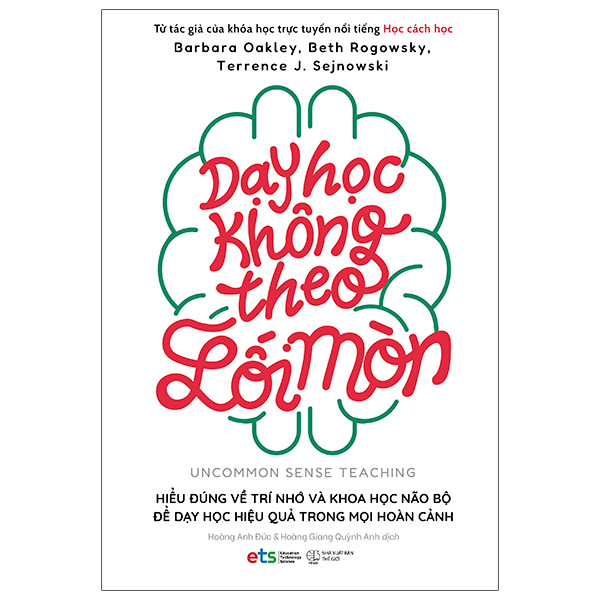 Từ tác giả của khóa học trực tuyến nổi tiếng Học cách học
Barbara Oakley, Beth Rogowsky,
Terrence J. Sejnowski
Dạy học
không
theo
Lối mòn
UNCOMMON SENSE TEACHING
HIỂU ĐÚNG VỀ TRÍ NHỚ VÀ KHOA HỌC NÃO BỘ
ĐỂ DẠY HỌC HIỆU QUẢ TRONG MỌI HOÀN CẢNH
Hoàng Anh Đức & Hoàng Giang Quỳnh Anh dịch
ets
Education
Technology
Science
NHÀ XUẤT BẢN
THẾ GIỚI